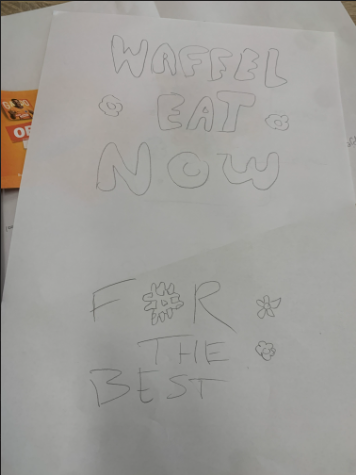 WAFFEL
EAT
NOW
F R
THE
BEST